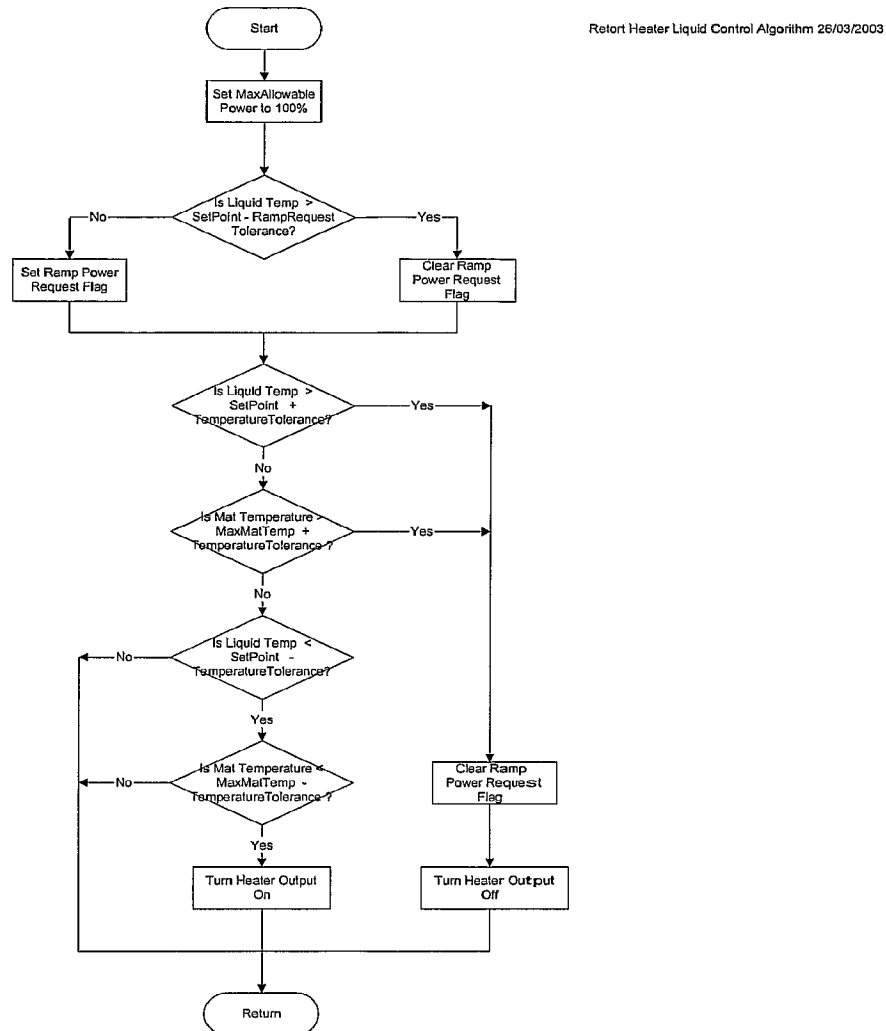 Start
Retort Heater Liquid Control Algorithm 26/03/2003
Set MaxAllowable
Power to 100%
Is Liquid Temp >
SetPoint - RampRequest
Tolerance?
No
Yes
Set Ramp Power
Request Flag
Clear Ramp
Power Request
Flag
Is Liquid Temp >
SetPoint +
TemperatureTolerance?
Yes
No
Is Mat Temperature >
MaxMatTemp +
TemperatureTolerance ?
Yes
No
Is Liquid Temp <
SetPoint -
TemperatureTolerance?
No
Yes
Is Mat Temperature <
MaxMatTemp -
TemperatureTolerance ?
No
Clear Ramp
Power Request
Flag
Yes
Turn Heater Output
On
Turn Heater Output
Off
Return